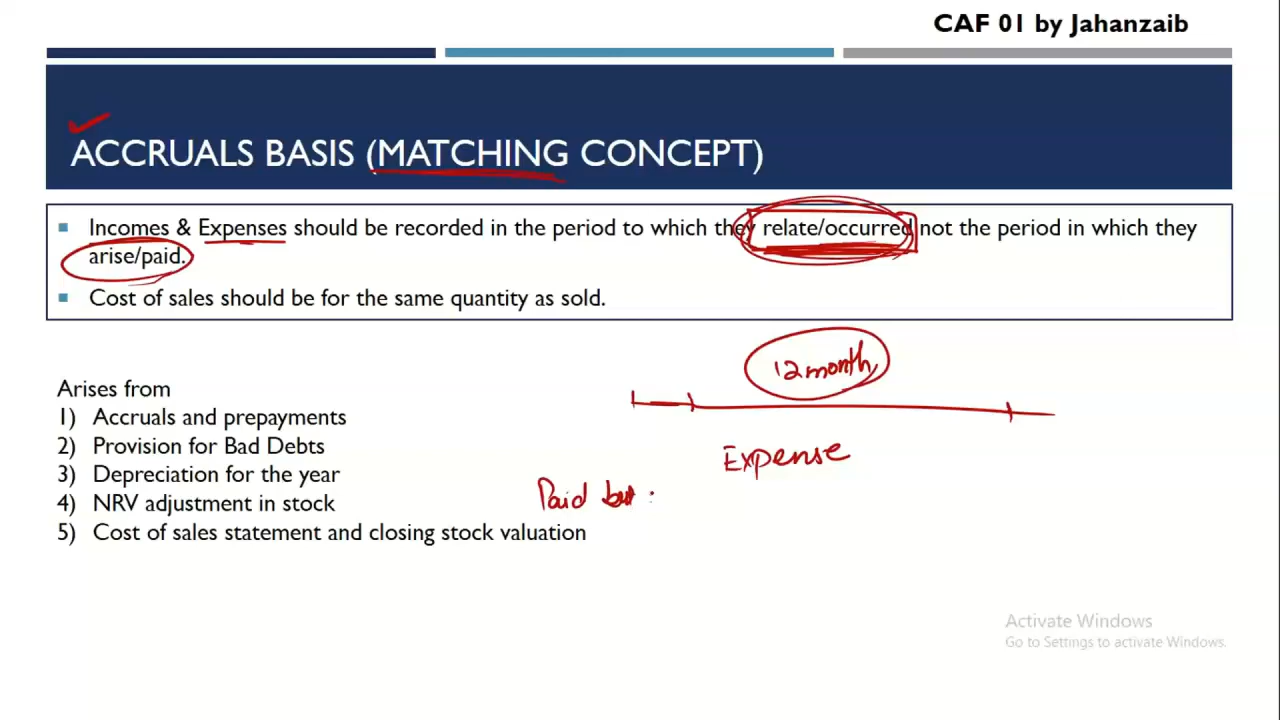 CAF 01 by Jahanzaib
ACCRUALS BASIS (MATCHING CONCEPT)
▪ Incomes & Expenses should be recorded in the period to which they relate/occurred not the period in which they
arise/paid.
▪ Cost of sales should be for the same quantity as sold.
12 month
Arises from
1) Accruals and prepayments
2) Provision for Bad Debts
3) Depreciation for the year
4) NRV adjustment in stock
5) Cost of sales statement and closing stock valuation
Expense
Paid but
Activate Windows
Go to Settings to activate Windows.